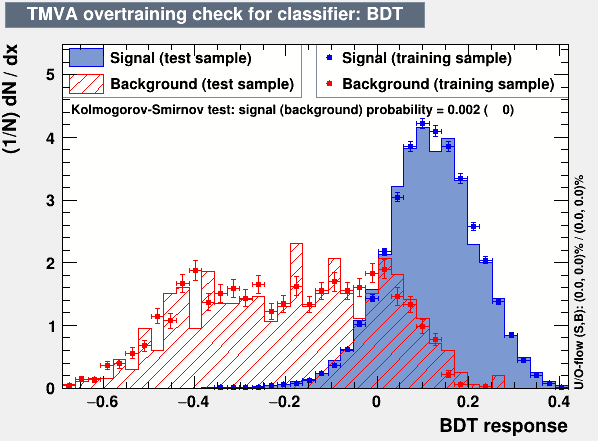 TMVA overtraining check for classifier: BDT
(1/N) dN / dx
Signal (test sample)
Background (test sample)
Signal (training sample)
Background (training sample)
Kolmogorov-Smirnov test: signal (background) probability = 0.002 ( 0)
5
4
3
2
1
0
−0.6 −0.4 −0.2 0 0.2 0.4
BDT response
U/O-flow (S,B): (0.0, 0.0)% / (0.0, 0.0)%